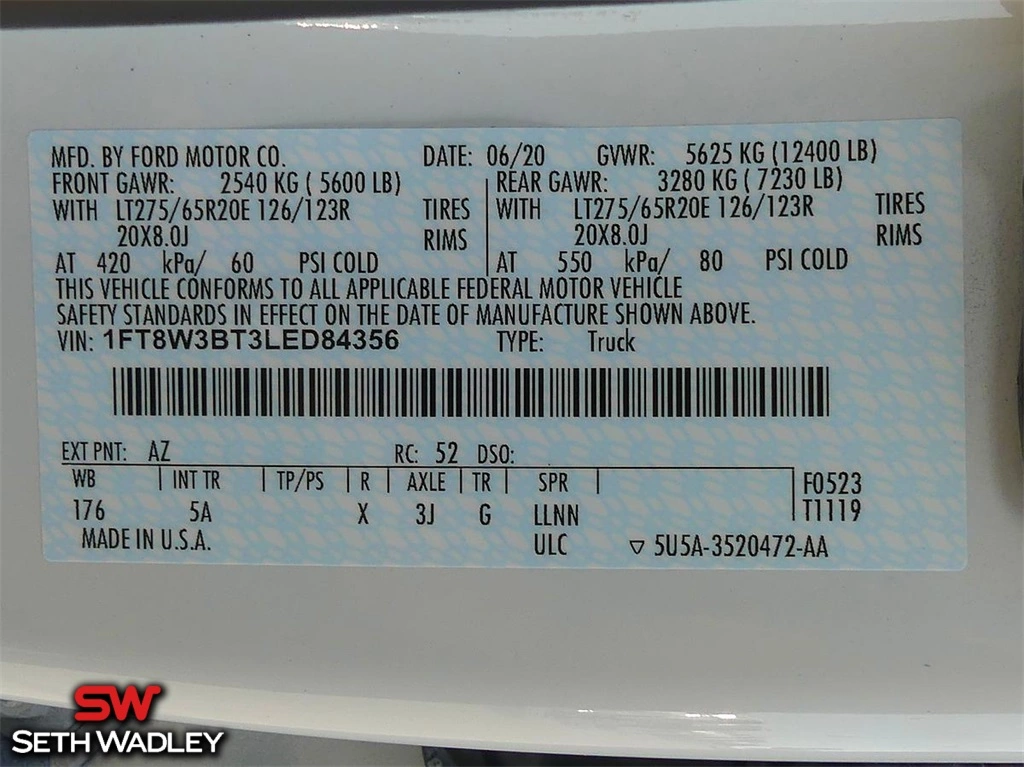 MFD. BY FORD MOTOR CO. DATE: 06/20 GVWR: 5625 KG (12400 LB)
FRONT GAWR: 2540 KG ( 5600 LB) REAR GAWR: 3280 KG ( 7230 LB)
WITH LT275/65R20E 126/123R TIRES WITH LT275/65R20E 126/123R TIRES
20X8.0J RIMS 20X8.0J RIMS
AT 420 kPa/ 60 PSI COLD AT 550 kPa/ 80 PSI COLD
THIS VEHICLE CONFORMS TO ALL APPLICABLE FEDERAL MOTOR VEHICLE
SAFETY STANDARDS IN EFFECT ON THE DATE OF MANUFACTURE SHOWN ABOVE.
VIN: 1FT8W3BT3LED84356 TYPE: Truck
EXT PNT: AZ RC: 52 DSO:
WB INT TR TP/PS R AXLE TR SPR F0523
176 5A X 3J G LLNN T1119
MADE IN U.S.A. ULC ▽ 5U5A-3520472-AA
SW
SETH WADLEY